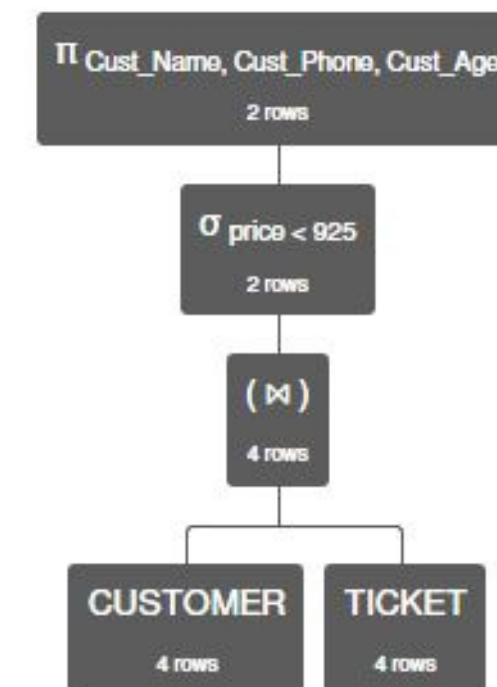 π Cust_Name, Cust_Phone, Cust_Age
2 rows
σ price < 925
2 rows
( ⋈ )
4 rows
CUSTOMER
4 rows
TICKET
4 rows